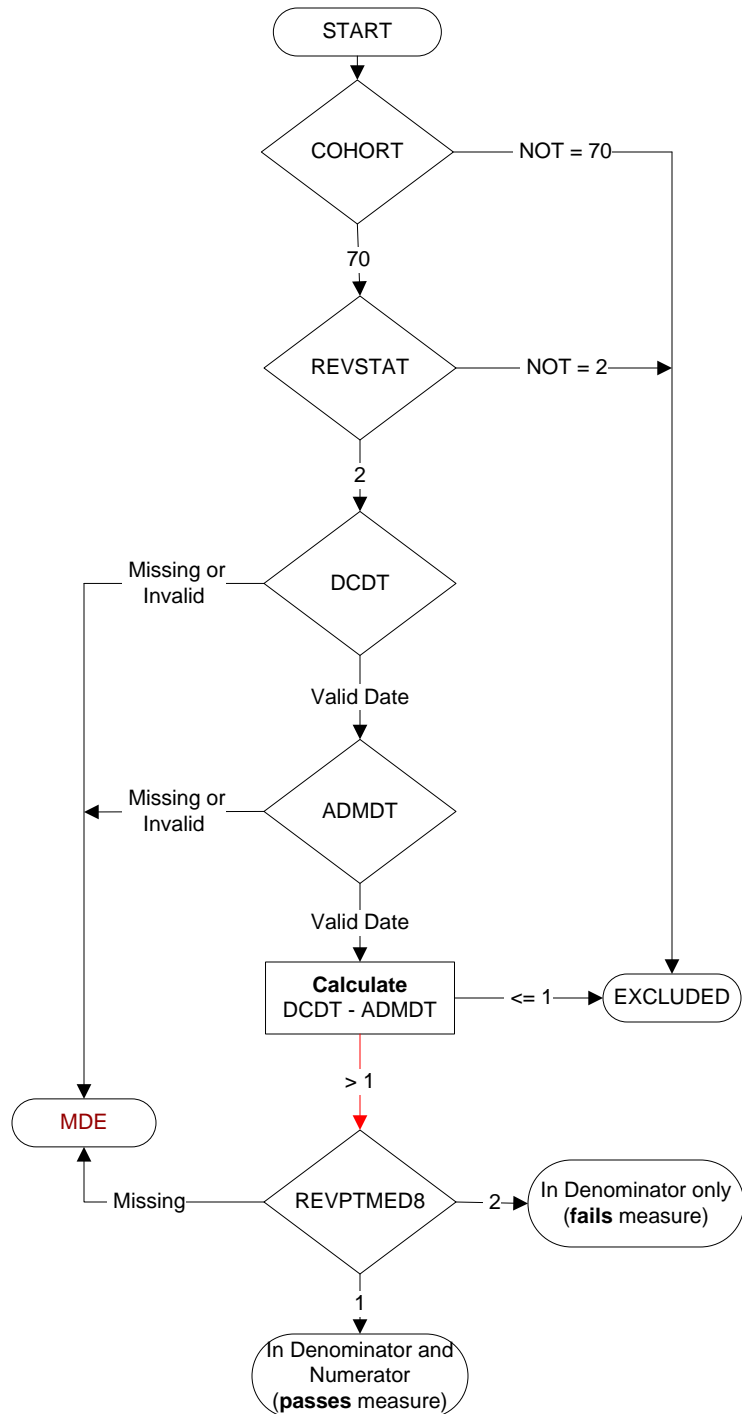 START
COHORT
NOT = 70
70
REVSTAT
NOT = 2
2
DCDT
Missing or
Invalid
Valid Date
ADMDT
Missing or
Invalid
Valid Date
Calculate
DCDT - ADMDT
<= 1
EXCLUDED
> 1
MDE
REVPTMED8
Missing
2
In Denominator only
(fails measure)
1
In Denominator and
Numerator
(passes measure)